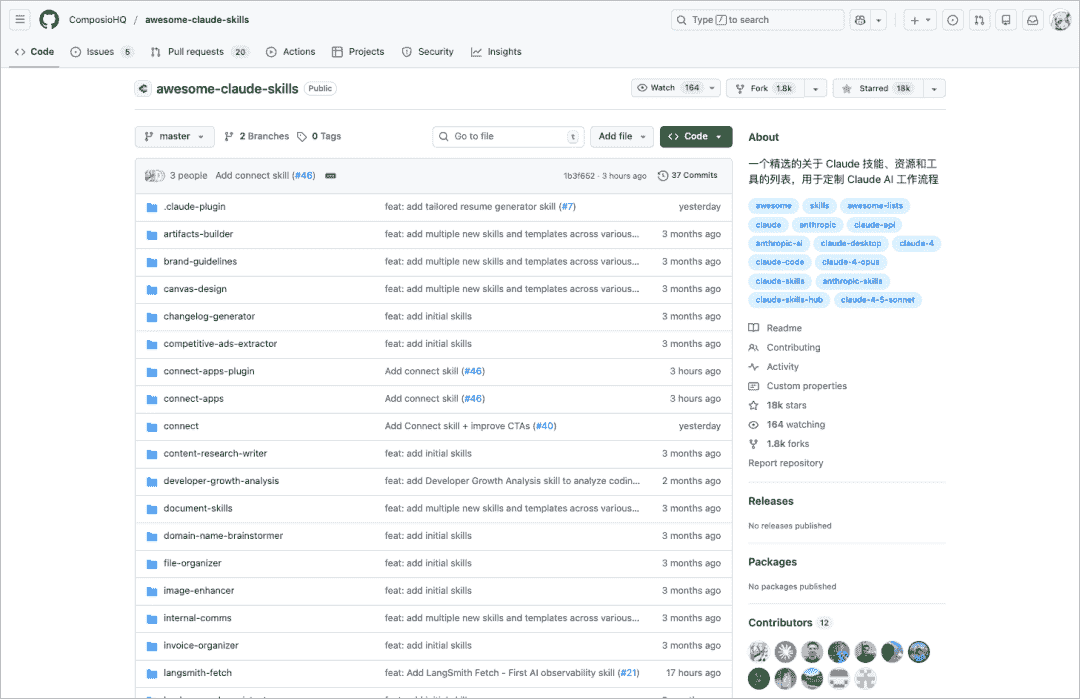 ComposioHQ / awesome-claude-skills
Type / to search
Code
Issues 5
Pull requests 20
Actions
Projects
Security
Insights
awesome-claude-skills Public
Watch 164
Fork 1.8k
Starred 18k
master
2 Branches
0 Tags
Go to file t
Add file
Code
3 people Add connect skill (#46) 1b3f652 · 3 hours ago 37 Commits
.claude-plugin feat: add tailored resume generator skill (#7) yesterday
artifacts-builder feat: add multiple new skills and templates across various... 3 months ago
brand-guidelines feat: add multiple new skills and templates across various... 3 months ago
canvas-design feat: add multiple new skills and templates across various... 3 months ago
changelog-generator feat: add initial skills 3 months ago
competitive-ads-extractor feat: add initial skills 3 months ago
connect-apps-plugin Add connect skill (#46) 3 hours ago
connect-apps Add connect skill (#46) 3 hours ago
connect Add Connect skill + improve CTAs (#40) yesterday
content-research-writer feat: add initial skills 3 months ago
developer-growth-analysis feat: add Developer Growth Analysis skill to analyze codin... 2 months ago
document-skills feat: add multiple new skills and templates across various... 3 months ago
domain-name-brainstormer feat: add initial skills 3 months ago
file-organizer feat: add initial skills 3 months ago
image-enhancer feat: add initial skills 3 months ago
internal-comms feat: add multiple new skills and templates across various... 3 months ago
invoice-organizer feat: add initial skills 3 months ago
langsmith-fetch feat: Add LangSmith Fetch - First AI observability skill (#21) 17 hours ago
About
一个精选的关于 Claude 技能、资源和工
具的列表，用于定制 Claude AI 工作流程
awesome skills awesome-lists
claude anthropic claude-api
anthropic-ai claude-desktop claude-4
claude-code claude-4-opus
claude-skills anthropic-skills
claude-skills-hub claude-4-5-sonnet
Readme
Contributing
Activity
Custom properties
18k stars
164 watching
1.8k forks
Report repository
Releases
No releases published
Packages
No packages published
Contributors 12